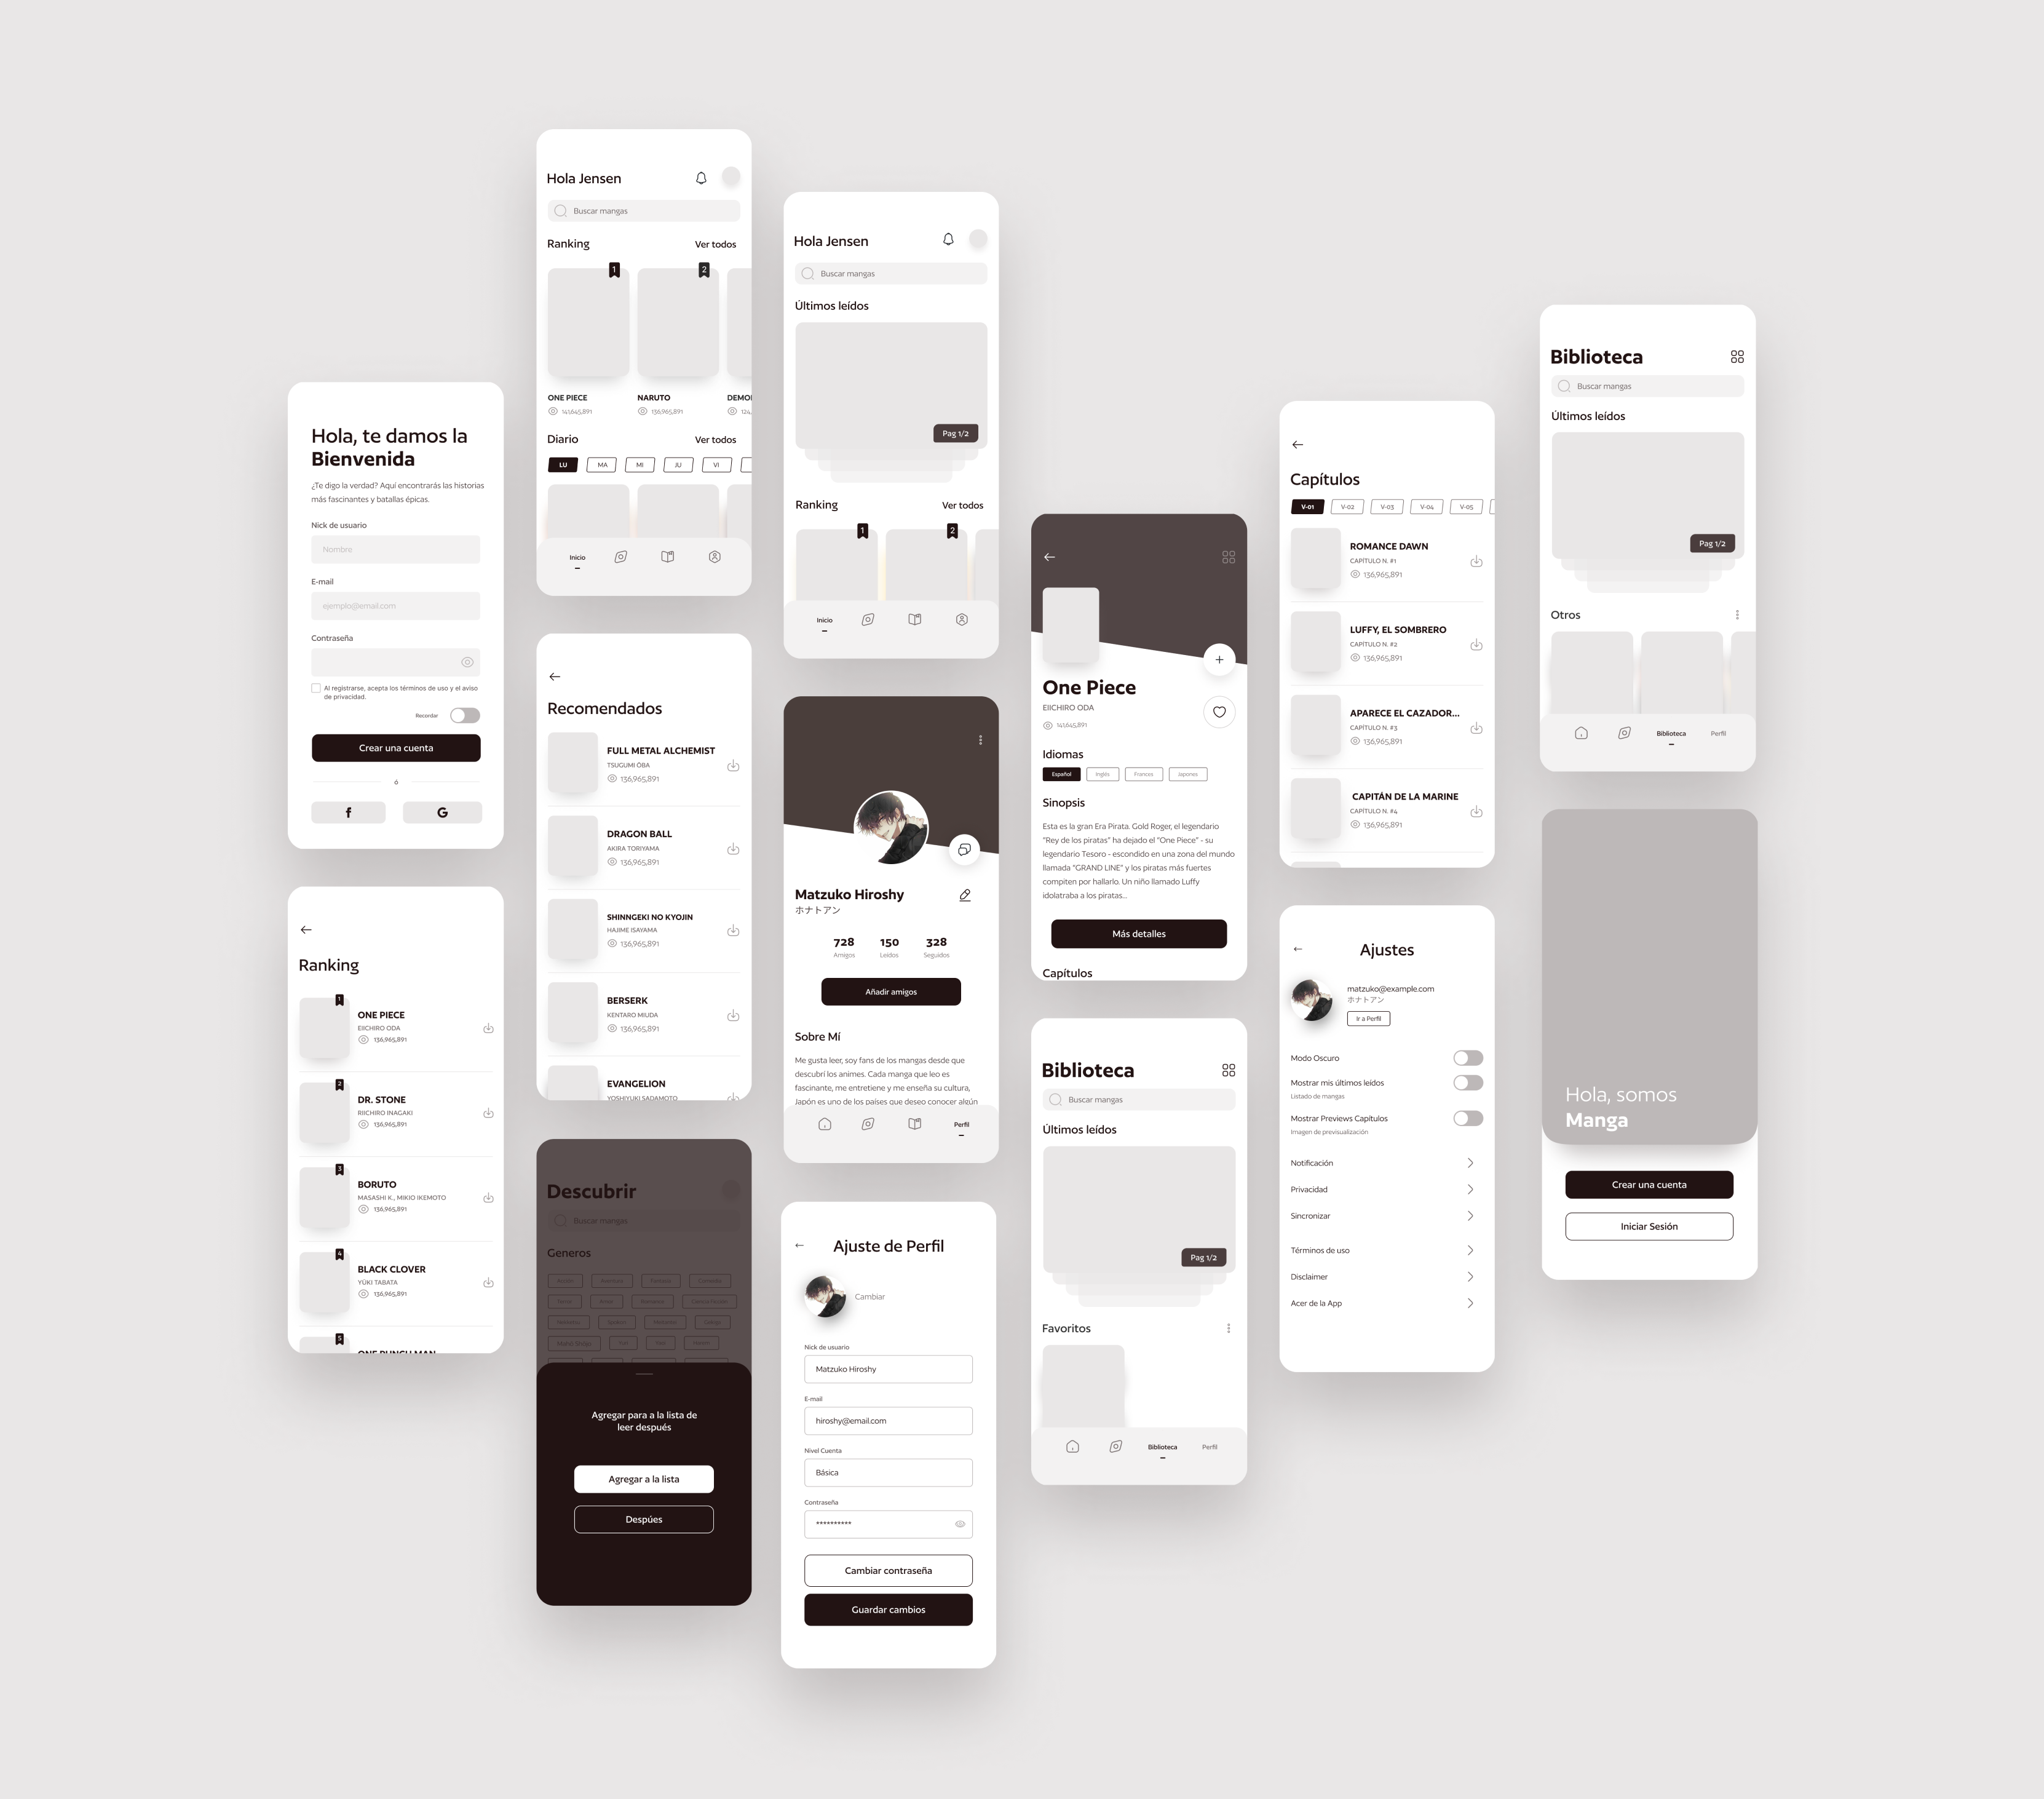 Hola, te damos la
Bienvenida
¿Te digo la verdad? Aquí encontrarás las historias
más fascinantes y batallas épicas.
Nick de usuario
Nombre
E-mail
ejemplo@email.com
Contraseña
Al registrarse, acepta los términos de uso y el aviso
de privacidad.
Recordar
Crear una cuenta
ó
f
G
Ranking
1
ONE PIECE
EIICHIRO ODA
136,965,891
2
DR. STONE
RIICHIRO INAGAKI
136,965,891
3
BORUTO
MASASHI K., MIKIO IKEMOTO
136,965,891
4
BLACK CLOVER
YÛKI TABATA
136,965,891
5
ONE PUNCH MAN
Hola Jensen
Buscar mangas
Ranking Ver todos
1 2
ONE PIECE NARUTO
141,645,891 136,965,891 124,
Diario Ver todos
LU MA MI JU VI
Inicio
Recomendados
FULL METAL ALCHEMIST
TSUGUMI ÔBA
136,965,891
DRAGON BALL
AKIRA TORIYAMA
136,965,891
SHINNGEKI NO KYOJIN
HAJIME ISAYAMA
136,965,891
BERSERK
KENTARO MIUDA
136,965,891
EVANGELION
YOSHIYUKI SADAMOTO
Descubrir
Buscar mangas
Generos
Agregar para a la lista de
leer después
Agregar a la lista
Despúes
Hola Jensen
Buscar mangas
Últimos leídos
Pag 1/2
Ranking Ver todos
1 2
Inicio
Matzuko Hiroshy
ホナトアン
728 150 328
Amigos Leídos Seguidos
Añadir amigos
Sobre Mí
Me gusta leer, soy fans de los mangas desde que
descubrí los animes. Cada manga que leo es
fascinante, me entretiene y me enseña su cultura,
Japón es uno de los países que deseo conocer algún
Perfil
Ajuste de Perfil
Cambiar
Nick de usuario
Matzuko Hiroshy
E-mail
hiroshy@email.com
Nivel Cuenta
Básica
Contraseña
**********
Cambiar contraseña
Guardar cambios
One Piece
EIICHIRO ODA
141,645,891
Idiomas
Español Inglés Frances Japones
Sinopsis
Esta es la gran Era Pirata. Gold Roger, el legendario
"Rey de los piratas" ha dejado el "One Piece" - su
legendario Tesoro - escondido en una zona del mundo
llamada "GRAND LINE" y los piratas más fuertes
compiten por hallarlo. Un niño llamado Luffy
idolatraba a los piratas...
Más detalles
Capítulos
Biblioteca
Buscar mangas
Últimos leídos
Pag 1/2
Favoritos
Biblioteca Perfil
Capítulos
V-01 V-02 V-03 V-04 V-05
ROMANCE DAWN
CAPÍTULO N. #1
136,965,891
LUFFY, EL SOMBRERO
CAPÍTULO N. #2
136,965,891
APARECE EL CAZADOR...
CAPÍTULO N. #3
136,965,891
CAPITÁN DE LA MARINE
CAPÍTULO N. #4
136,965,891
Ajustes
matzuko@example.com
ホナトアン
Ir a Perfil
Modo Oscuro
Mostrar mis últimos leídos
Listado de mangas
Mostrar Previews Capítulos
Imagen de previsualización
Notificación
Privacidad
Sincronizar
Términos de uso
Disclaimer
Acer de la App
Biblioteca
Buscar mangas
Últimos leídos
Pag 1/2
Otros
Biblioteca Perfil
Hola, somos
Manga
Crear una cuenta
Iniciar Sesión